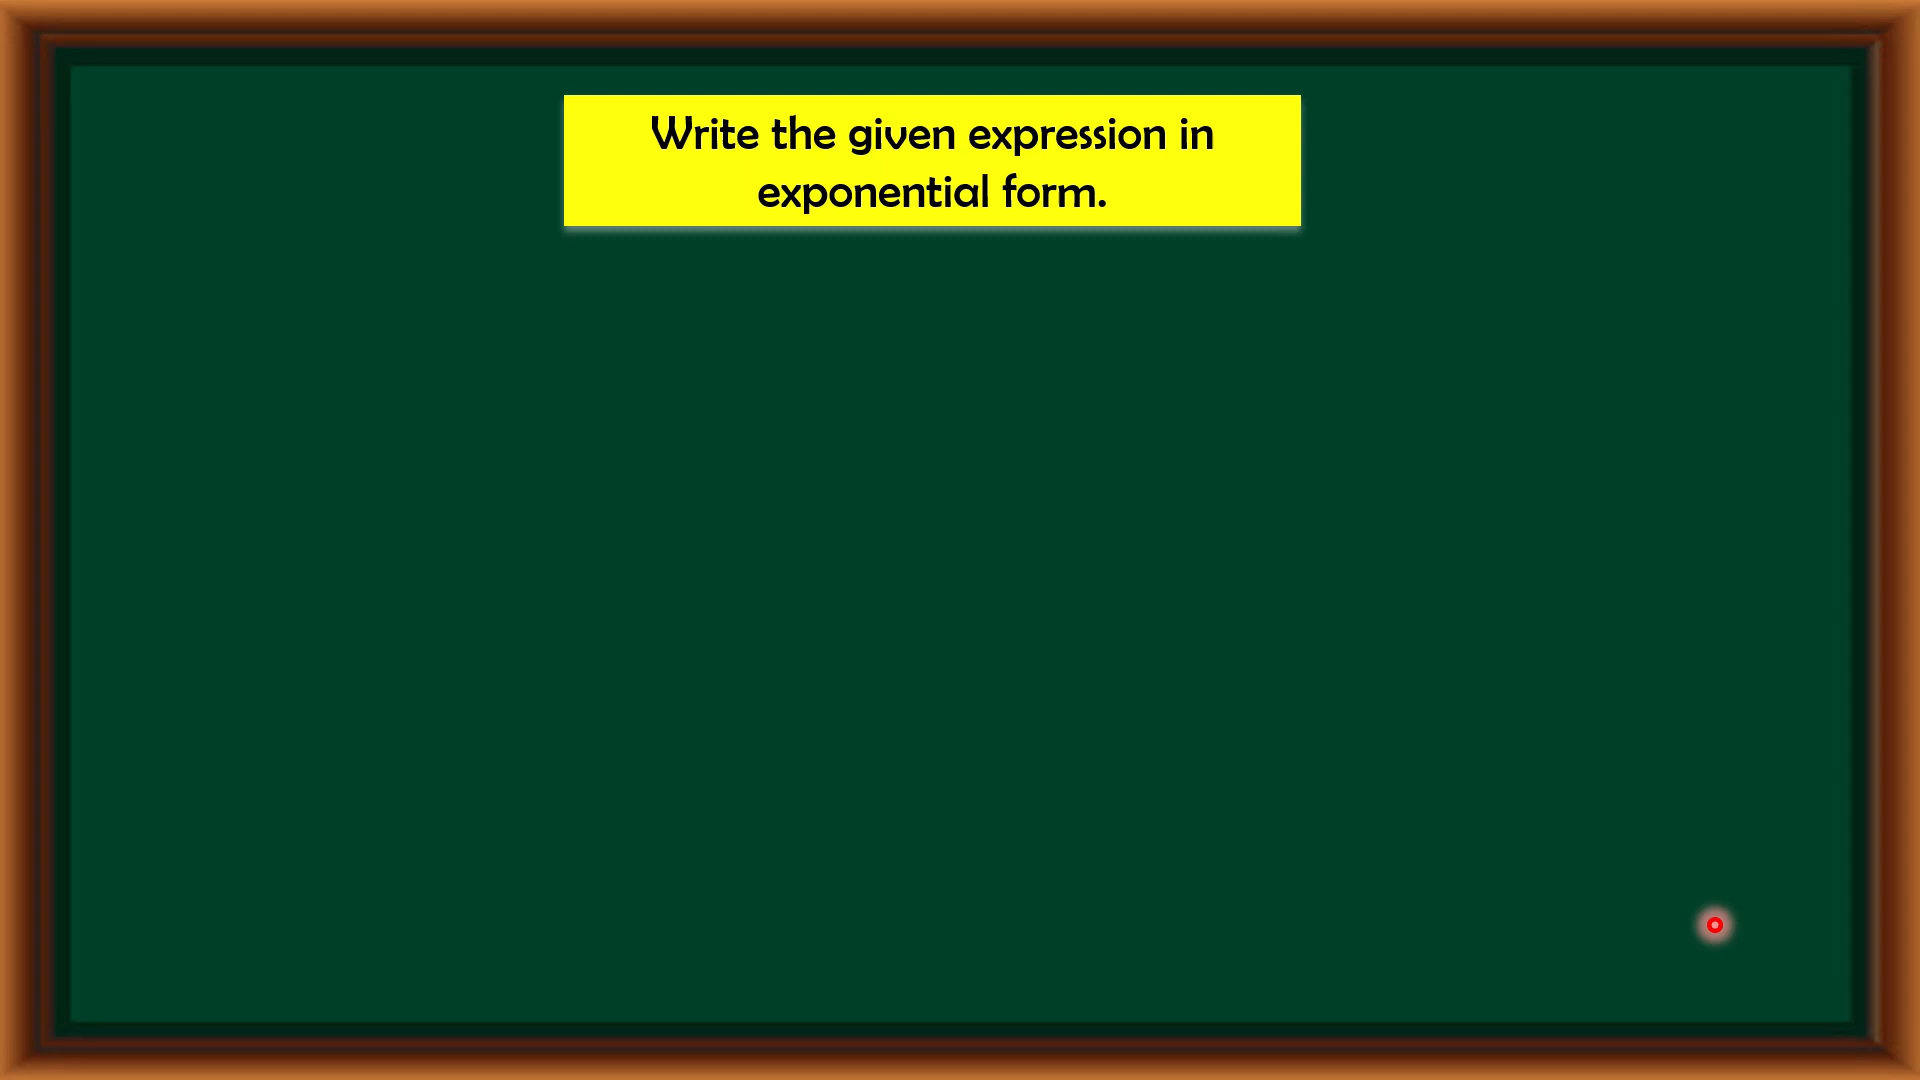 Write the given expression in
exponential form.